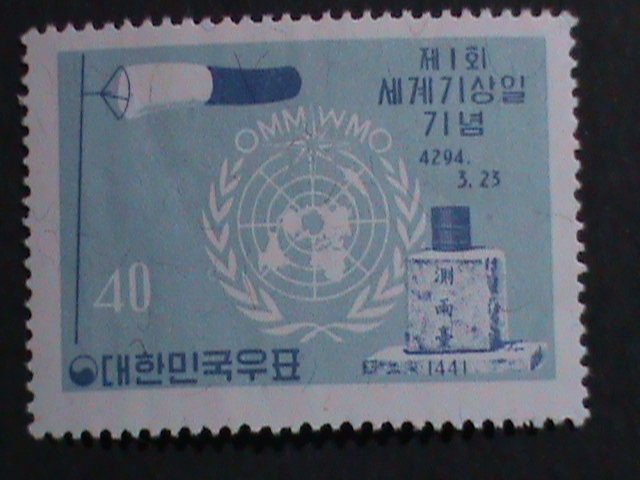 제1회
세계기상일
기념
4294.
3.23
OMM WMO
40
測雨臺
1441
대한민국우표